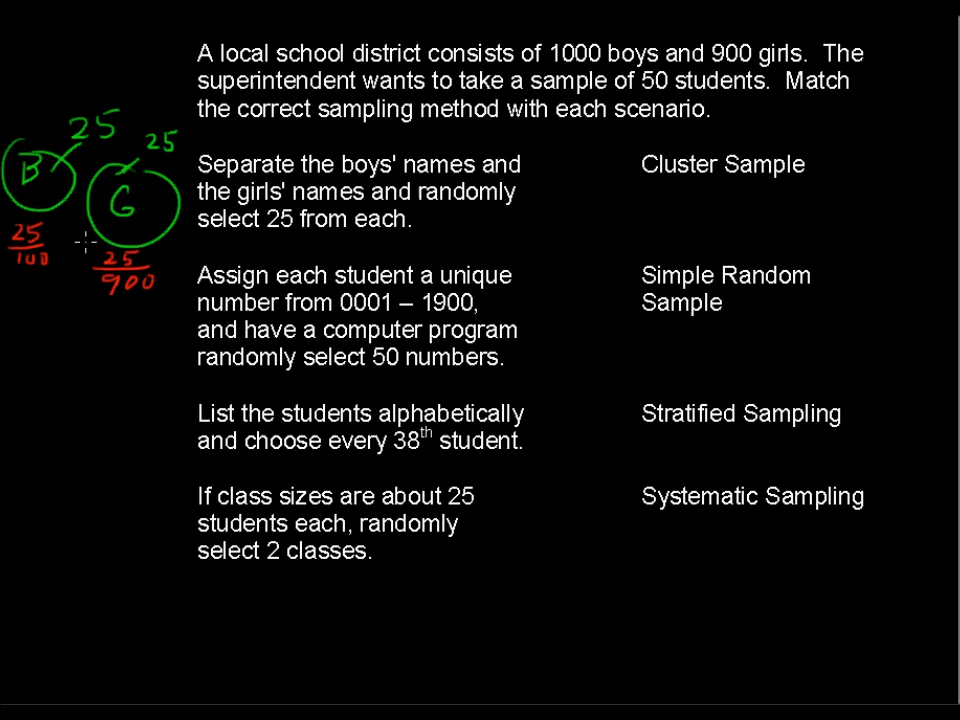 A local school district consists of 1000 boys and 900 girls. The
superintendent wants to take a sample of 50 students. Match
the correct sampling method with each scenario.
25
25
B
G
25
100
25
900
Separate the boys' names and
the girls' names and randomly
select 25 from each.
Cluster Sample
Assign each student a unique
number from 0001 – 1900,
and have a computer program
randomly select 50 numbers.
Simple Random
Sample
List the students alphabetically
and choose every 38th student.
Stratified Sampling
If class sizes are about 25
students each, randomly
select 2 classes.
Systematic Sampling